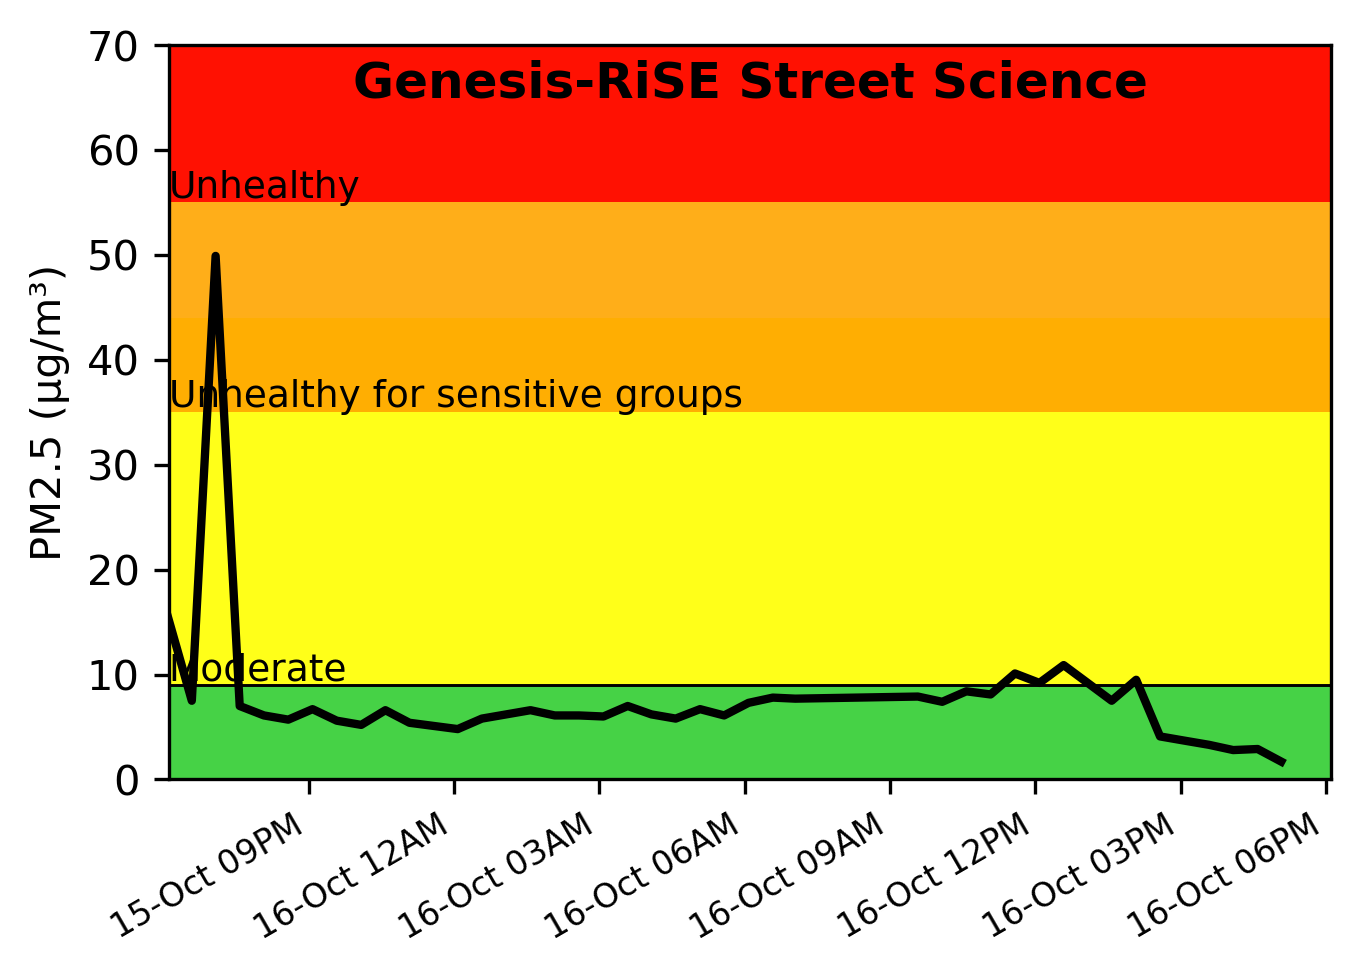 Genesis-RiSE Street Science
70
60
50
40
30
20
10
0
PM2.5 (µg/m³)
Unhealthy
Unhealthy for sensitive groups
Moderate
15-Oct 09PM
16-Oct 12AM
16-Oct 03AM
16-Oct 06AM
16-Oct 09AM
16-Oct 12PM
16-Oct 03PM
16-Oct 06PM